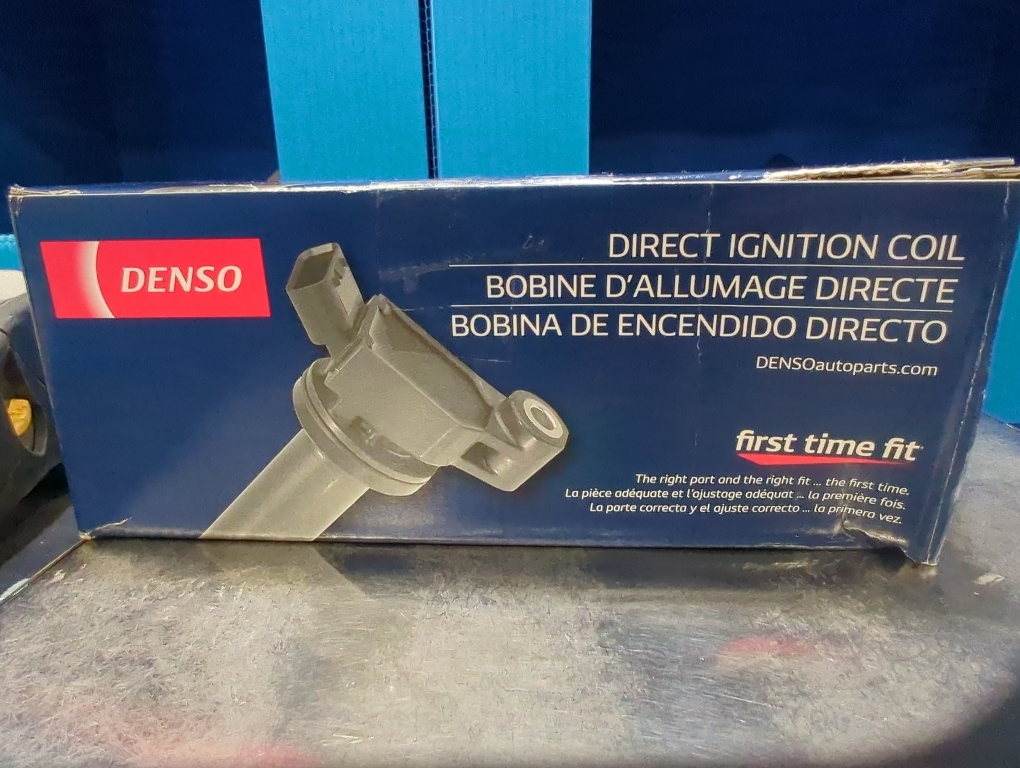 DENSO
DIRECT IGNITION COIL
BOBINE D'ALLUMAGE DIRECTE
BOBINA DE ENCENDIDO DIRECTO
DENSOautoparts.com
first time fit
The right part and the right fit ... the first time.
La pièce adéquate et l'ajustage adéquat ... la première fois.
La parte correcta y el ajuste correcto ... la primera vez.